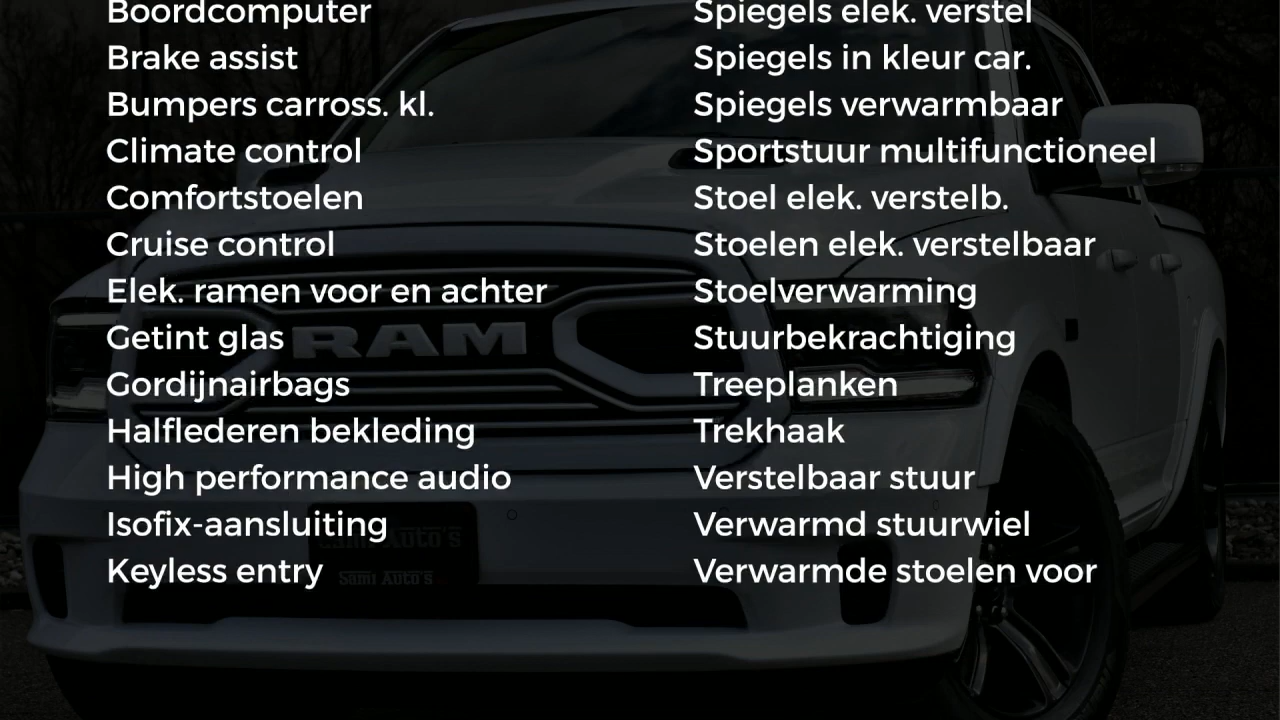 Boordcomputer
Brake assist
Bumpers carross. kl.
Climate control
Comfortstoelen
Cruise control
Elek. ramen voor en achter
Getint glas
Gordijnairbags
Halflederen bekleding
High performance audio
Isofix-aansluiting
Keyless entry
Spiegels elek. verstel
Spiegels in kleur car.
Spiegels verwarmbaar
Sportstuur multifunctioneel
Stoel elek. verstelb.
Stoelen elek. verstelbaar
Stoelverwarming
Stuurbekrachtiging
Treeplanken
Trekhaak
Verstelbaar stuur
Verwarmd stuurwiel
Verwarmde stoelen voor
RAM
Sami Auto's
Sami Auto's